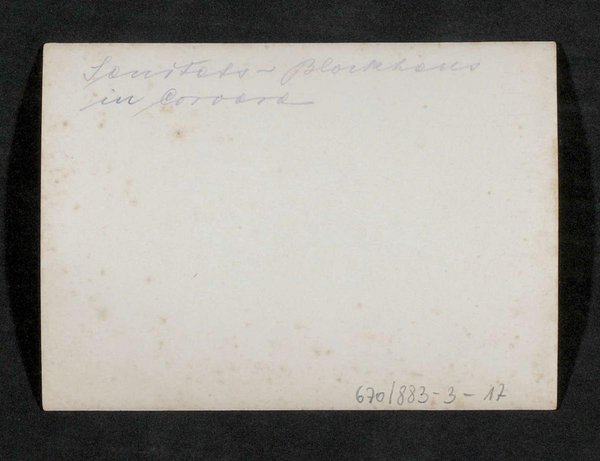 Sanitäts-Blockhaus
in Corvara
670/883-3-17